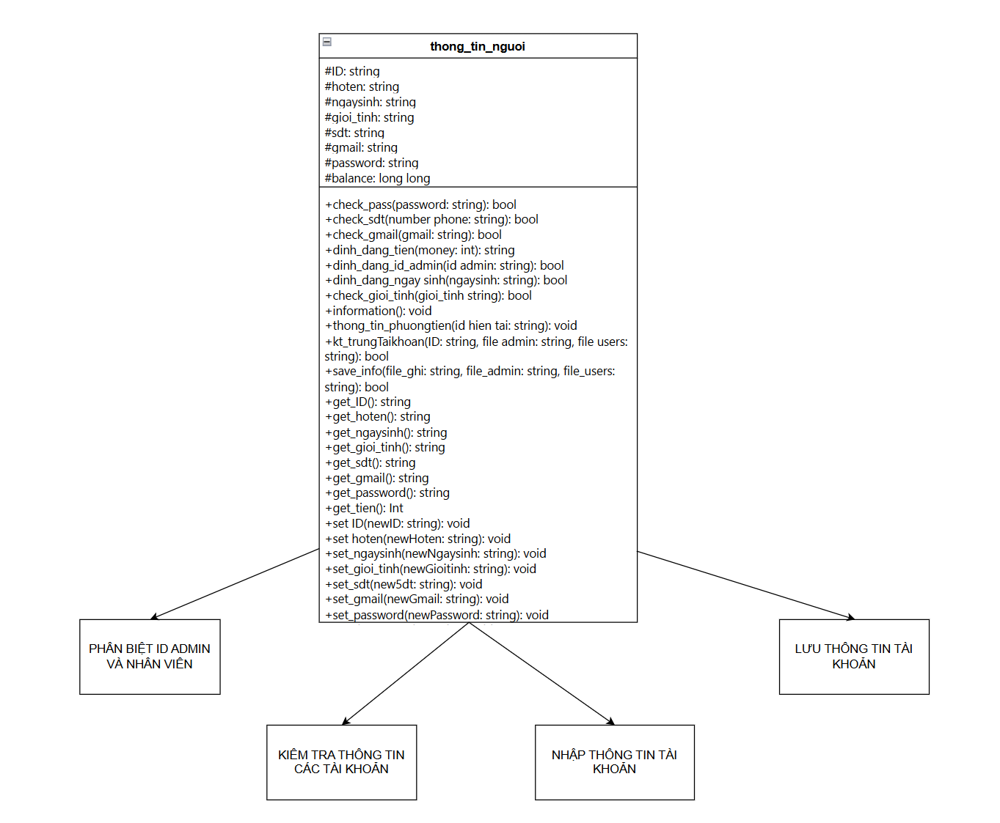 thong_tin_nguoi
#ID: string
#hoten: string
#ngaysinh: string
#gioi_tinh: string
#sdt: string
#gmail: string
#password: string
#balance: long long
+check_pass(password: string): bool
+check_sdt(number phone: string): bool
+check_gmail(gmail: string): bool
+dinh_dang_tien(money: int): string
+dinh_dang_id_admin(id admin: string): bool
+dinh_dang_ngay sinh(ngaysinh: string): bool
+check_gioi_tinh(gioi_tinh string): bool
+information(): void
+thong_tin_phuongtien(id hien tai: string): void
+kt_trungTaikhoan(ID: string, file admin: string, file users:
string): bool
+save_info(file_ghi: string, file_admin: string, file_users:
string): bool
+get_ID(): string
+get_hoten(): string
+get_ngaysinh(): string
+get_gioi_tinh(): string
+get_sdt(): string
+get_gmail(): string
+get_password(): string
+get_tien(): Int
+set ID(newID: string): void
+set hoten(newHoten: string): void
+set_ngaysinh(newNgaysinh: string): void
+set_gioi_tinh(newGioitinh: string): void
+set_sdt(new5dt: string): void
+set_gmail(newGmail: string): void
+set_password(newPassword: string): void
PHÂN BIỆT ID ADMIN
VÀ NHÂN VIÊN
LƯU THÔNG TIN TÀI
KHOẢN
KIỂM TRA THÔNG TIN
CÁC TÀI KHOẢN
NHẬP THÔNG TIN TÀI
KHOẢN